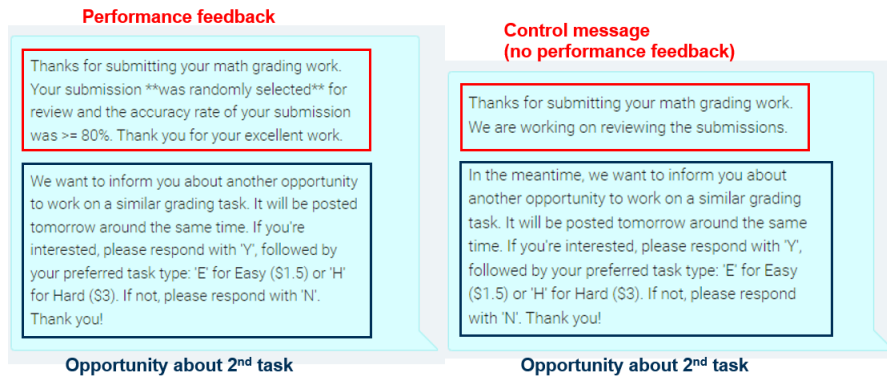 Performance feedback
Thanks for submitting your math grading work.
Your submission **was randomly selected** for
review and the accuracy rate of your submission
was >= 80%. Thank you for your excellent work.
We want to inform you about another opportunity
to work on a similar grading task. It will be posted
tomorrow around the same time. If you're
interested, please respond with 'Y', followed by
your preferred task type: 'E' for Easy ($1.5) or 'H'
for Hard ($3). If not, please respond with 'N'.
Thank you!
Opportunity about 2nd task
Control message
(no performance feedback)
Thanks for submitting your math grading work.
We are working on reviewing the submissions.
In the meantime, we want to inform you about
another opportunity to work on a similar grading
task. It will be posted tomorrow around the same
time. If you're interested, please respond with 'Y',
followed by your preferred task type: 'E' for Easy
($1.5) or 'H' for Hard ($3). If not, please respond
with 'N'. Thank you!
Opportunity about 2nd task